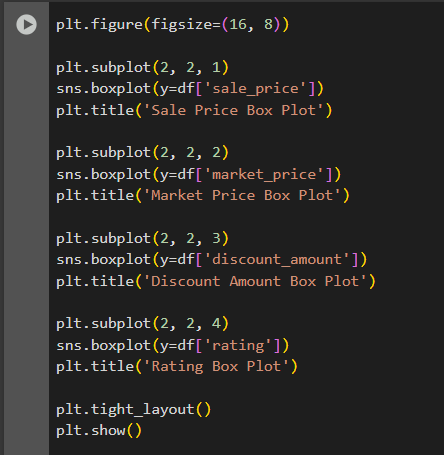 plt.figure(figsize=(16, 8))
plt.subplot(2, 2, 1)
sns.boxplot(y=df['sale_price'])
plt.title('Sale Price Box Plot')
plt.subplot(2, 2, 2)
sns.boxplot(y=df['market_price'])
plt.title('Market Price Box Plot')
plt.subplot(2, 2, 3)
sns.boxplot(y=df['discount_amount'])
plt.title('Discount Amount Box Plot')
plt.subplot(2, 2, 4)
sns.boxplot(y=df['rating'])
plt.title('Rating Box Plot')
plt.tight_layout()
plt.show()